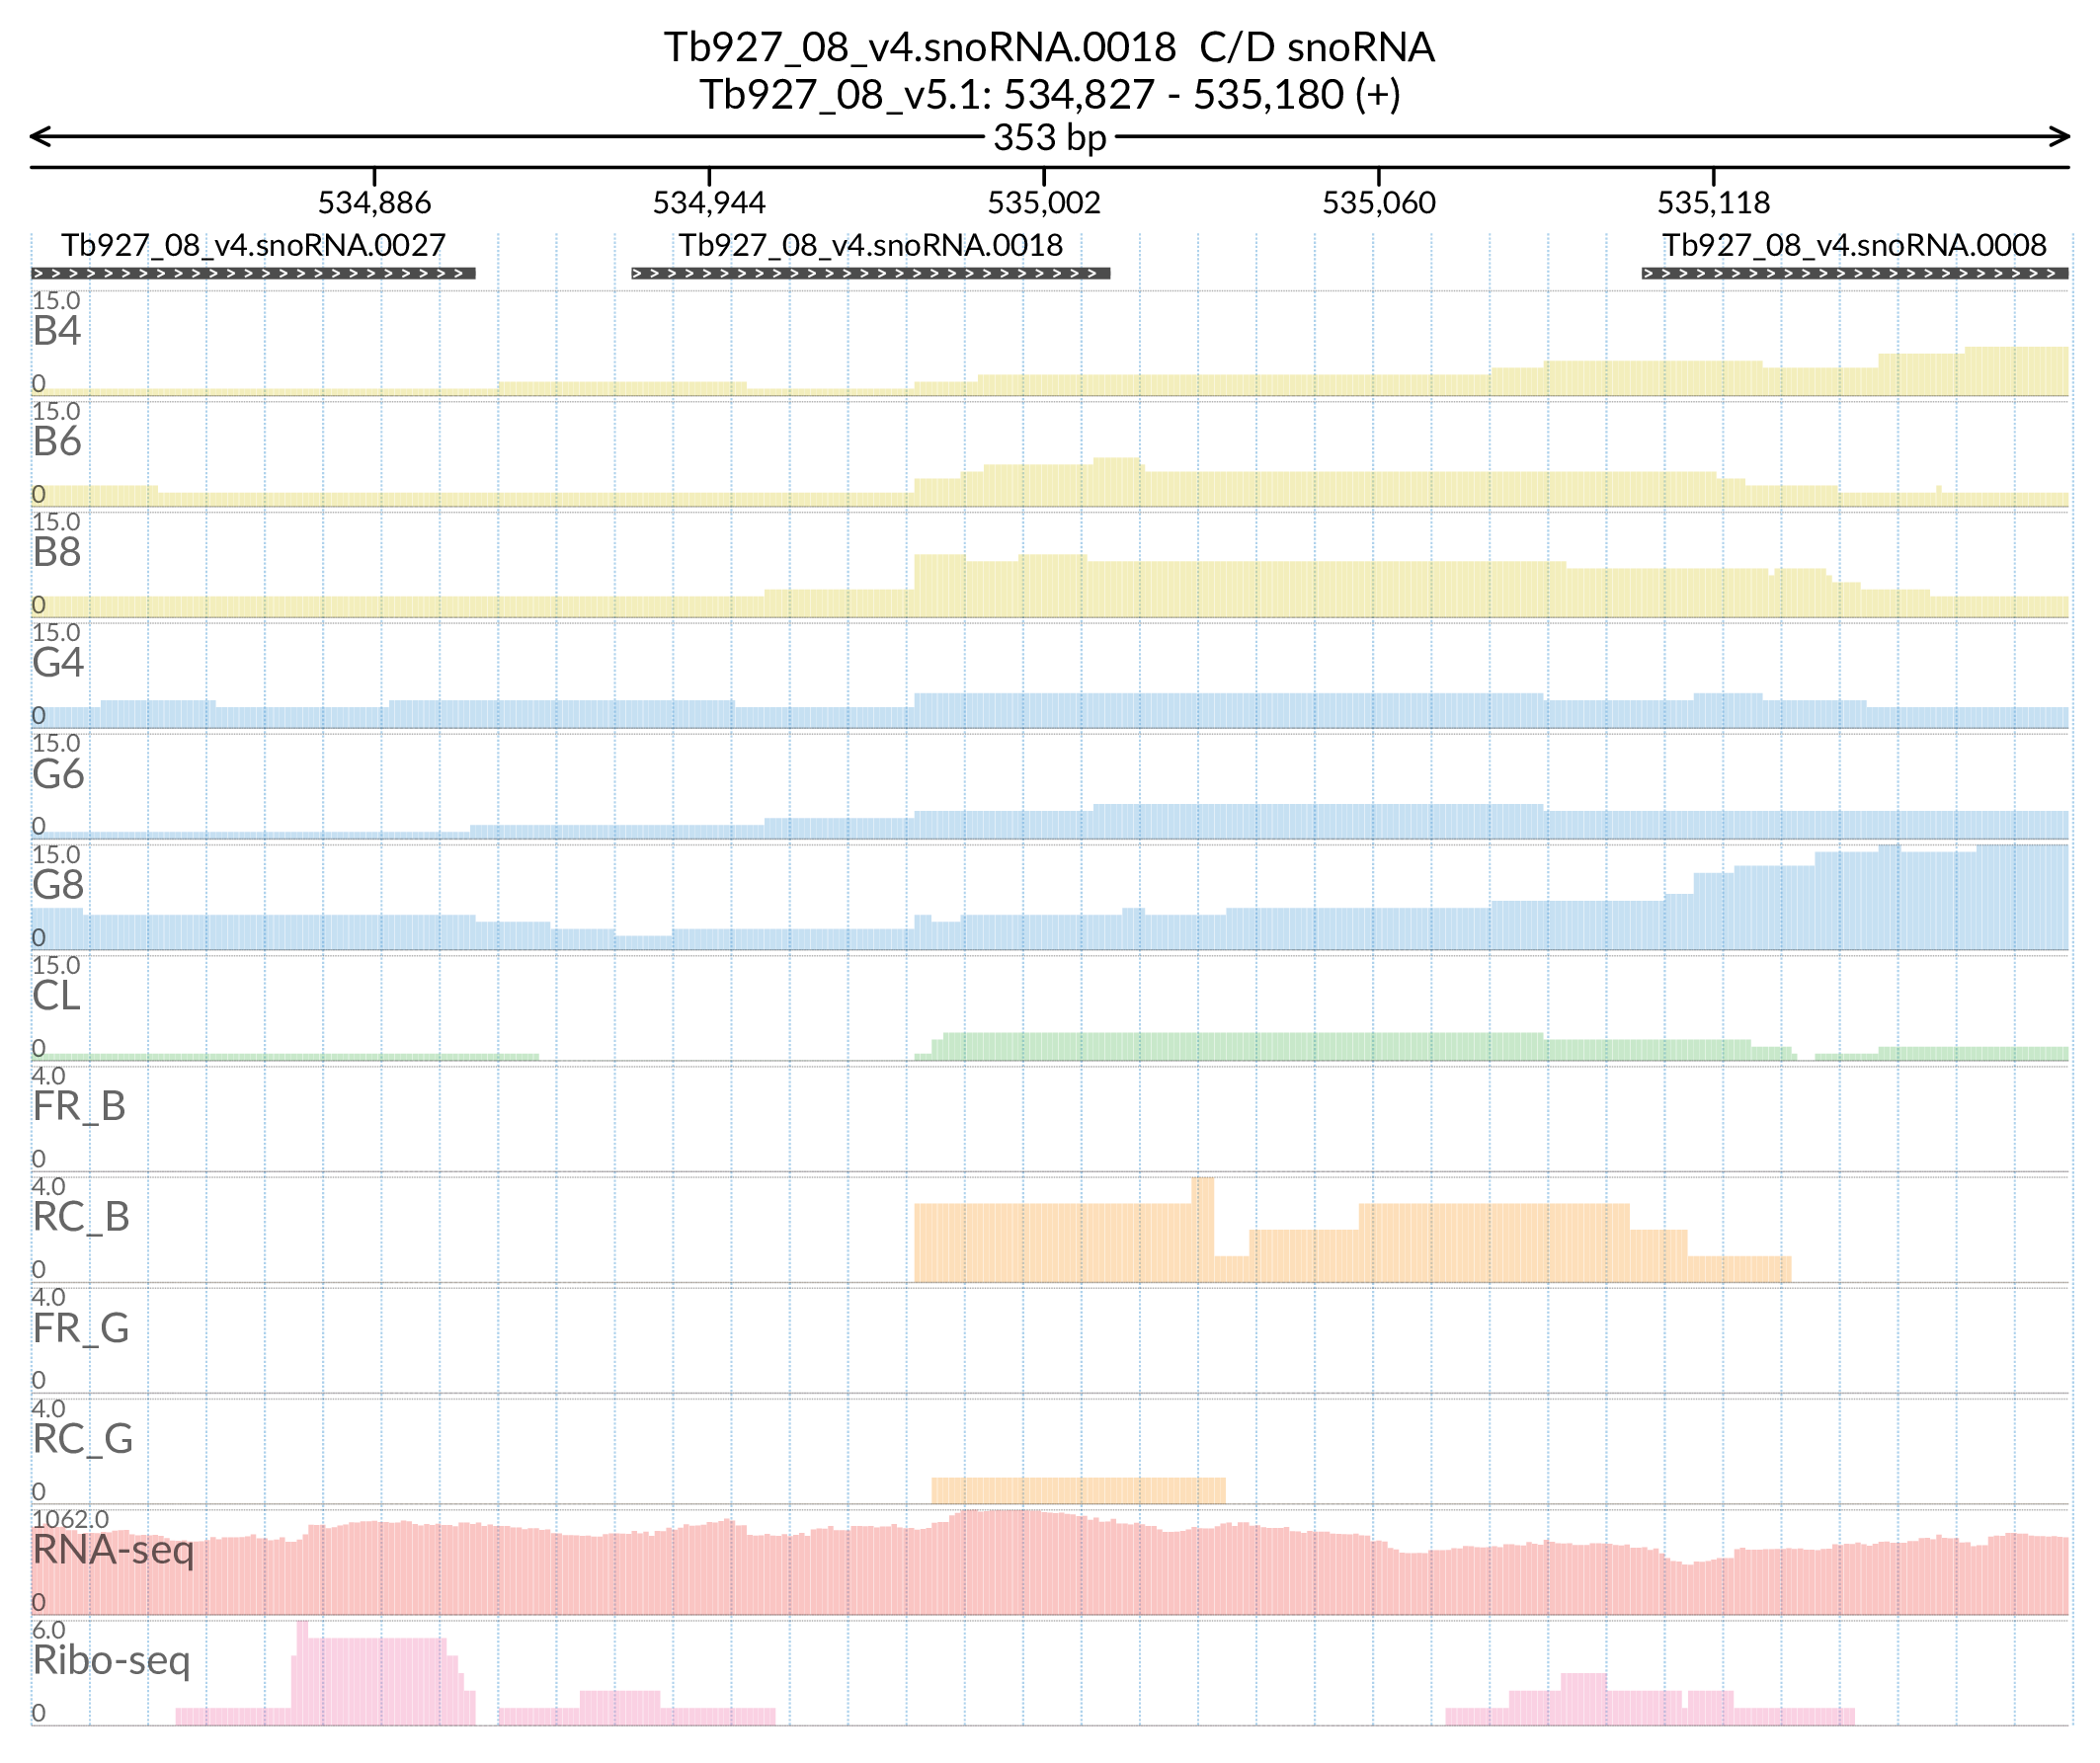 Tb927_08_v4.snoRNA.0018 C/D snoRNA
Tb927_08_v5.1: 534,827 - 535,180 (+)
353 bp
534,886 534,944 535,002 535,060 535,118
Tb927_08_v4.snoRNA.0027 Tb927_08_v4.snoRNA.0018 Tb927_08_v4.snoRNA.0008
15.0
B4
0
15.0
B6
0
15.0
B8
0
15.0
G4
0
15.0
G6
0
15.0
G8
0
15.0
CL
0
4.0
FR_B
0
4.0
RC_B
0
4.0
FR_G
0
4.0
RC_G
0
1062.0
RNA-seq
0
6.0
Ribo-seq
0